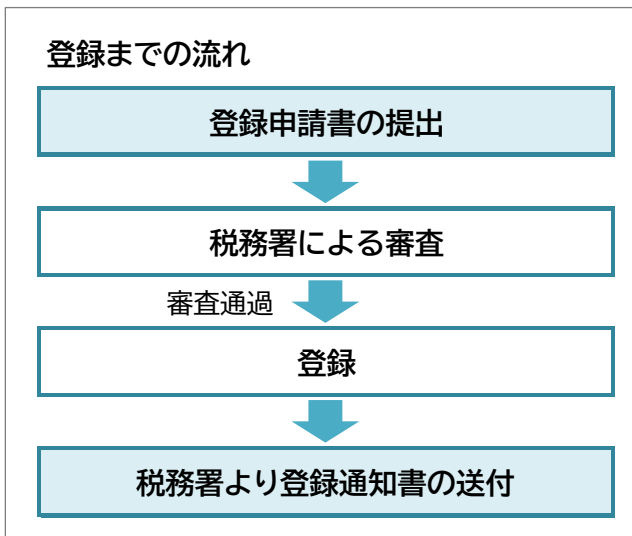 登録までの流れ
登録申請書の提出
税務署による審査
審査通過
登録
税務署より登録通知書の送付